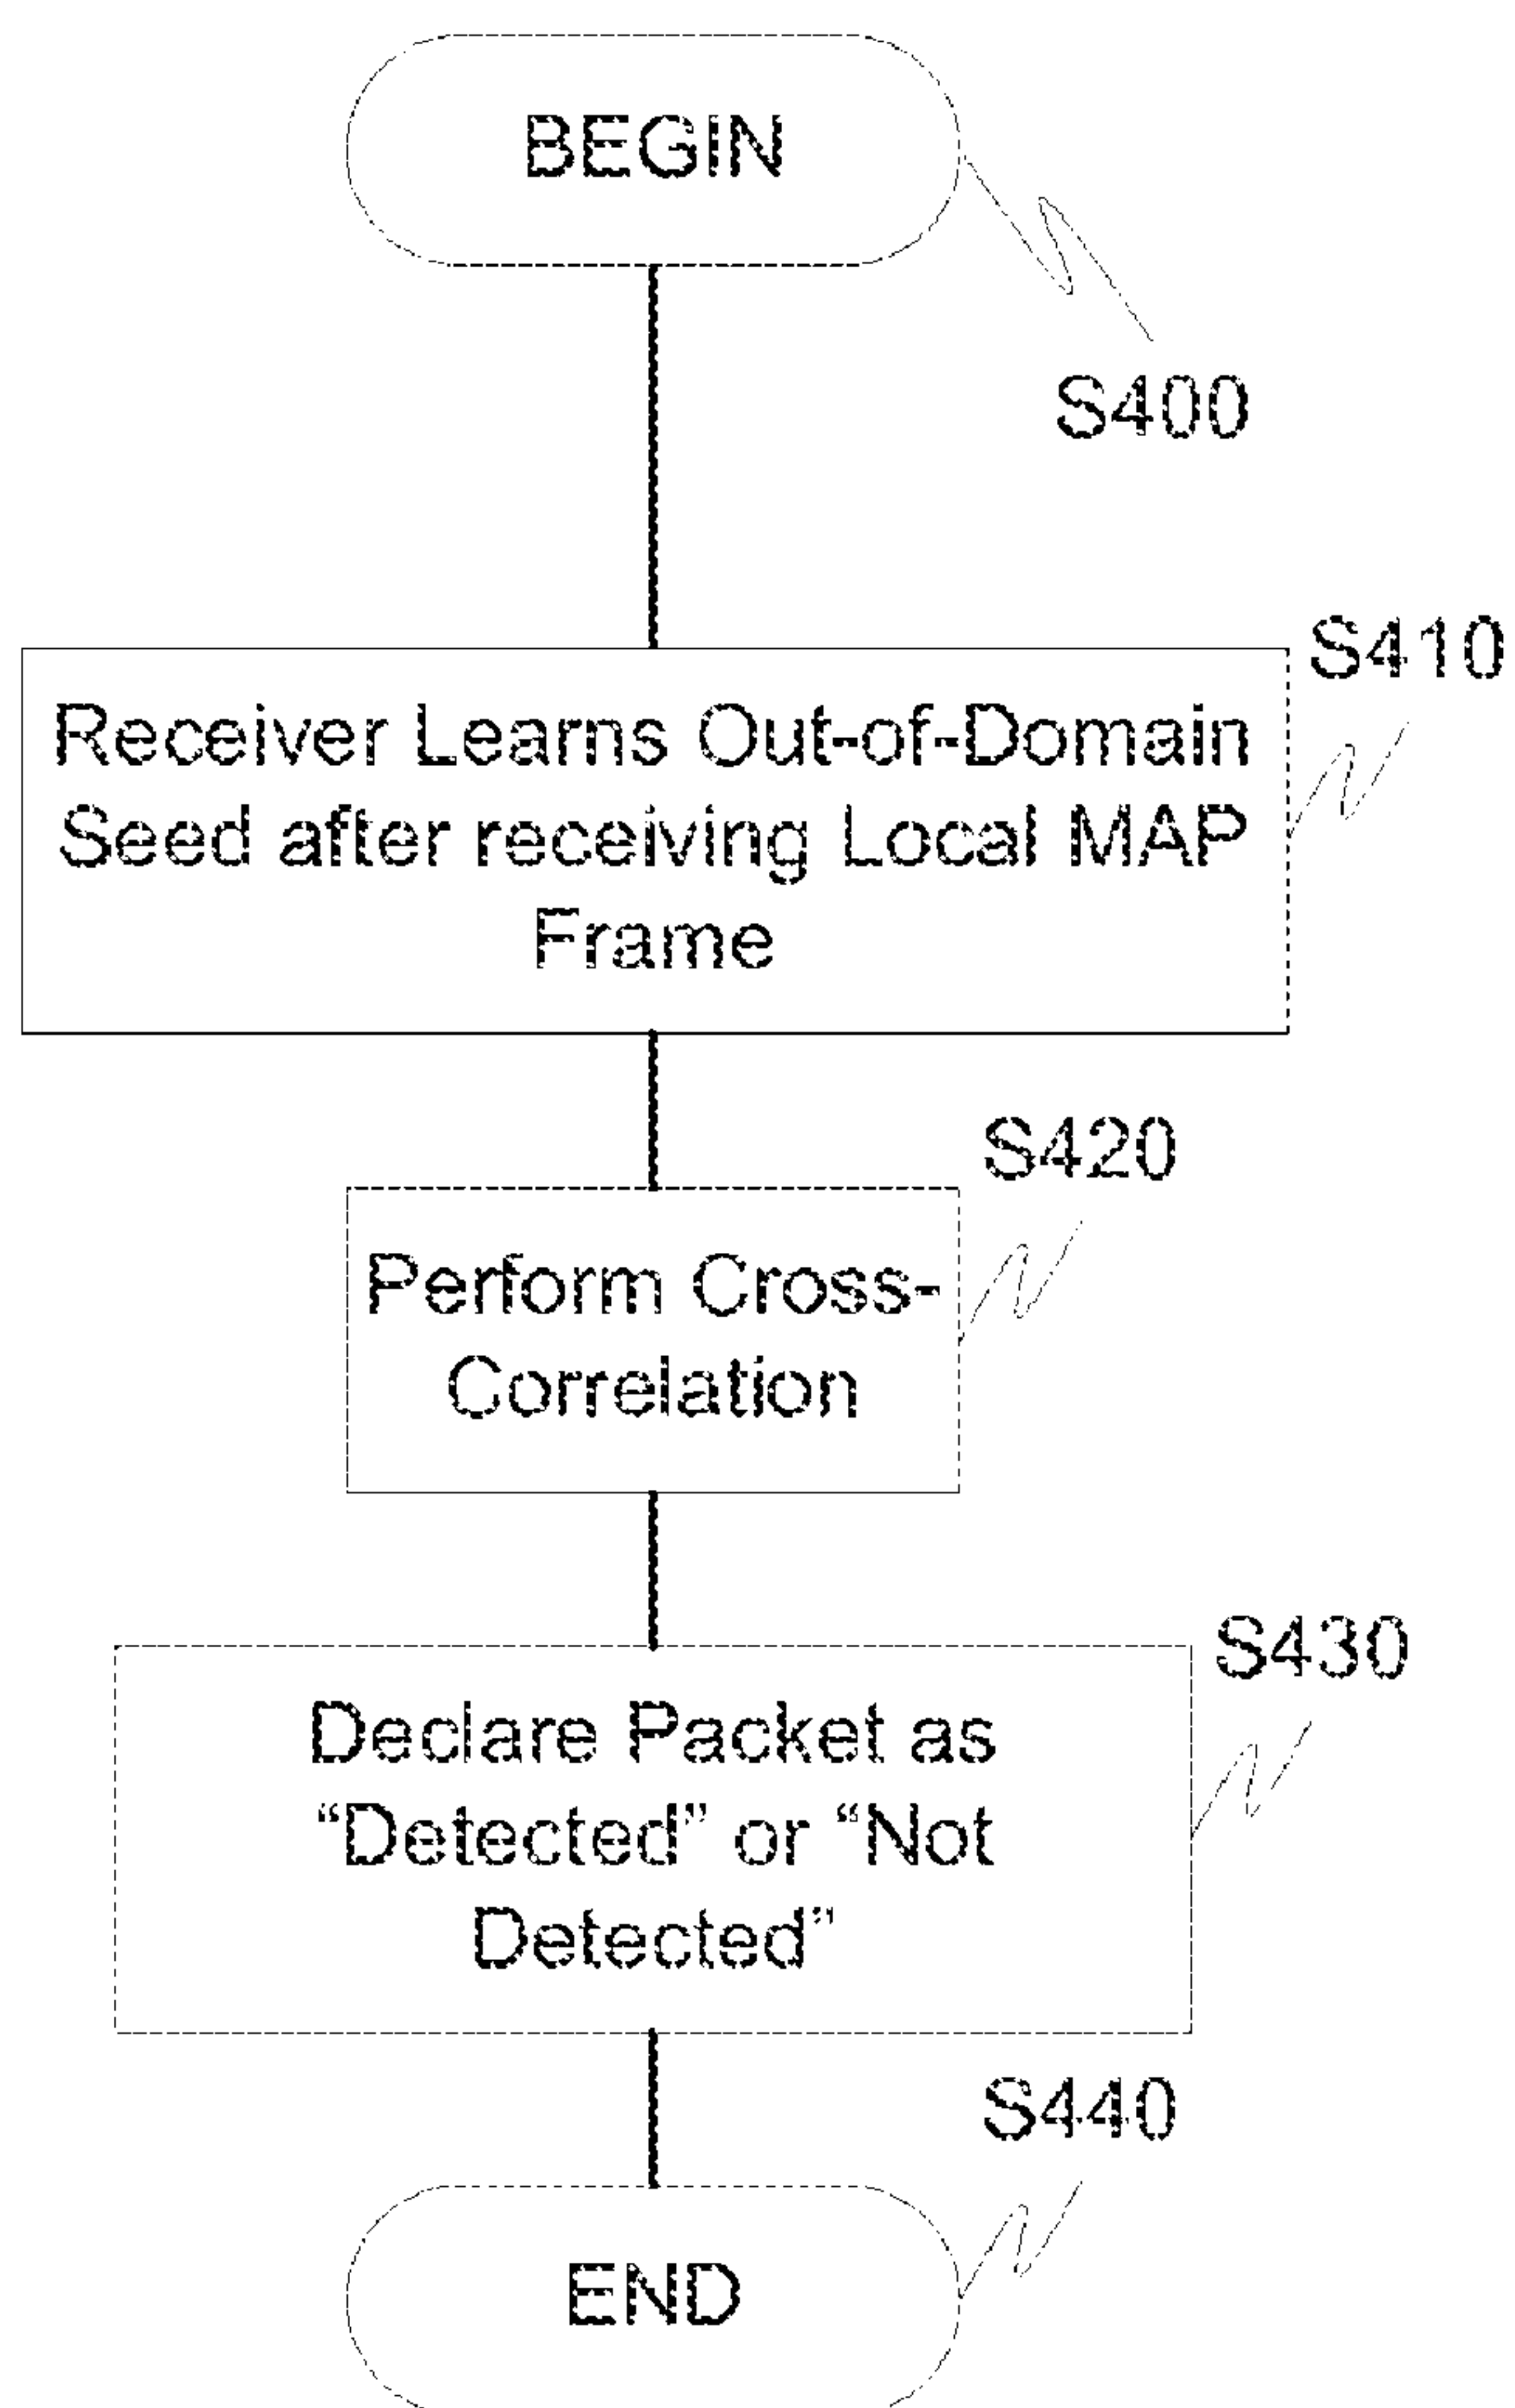 BEGIN
S400
S410
Receiver Learns Out-of-Domain
Seed after receiving Local MAP
Frame
S420
Perform Cross-
Correlation
S430
Declare Packet as
“Detected” or “Not
Detected”
S440
END